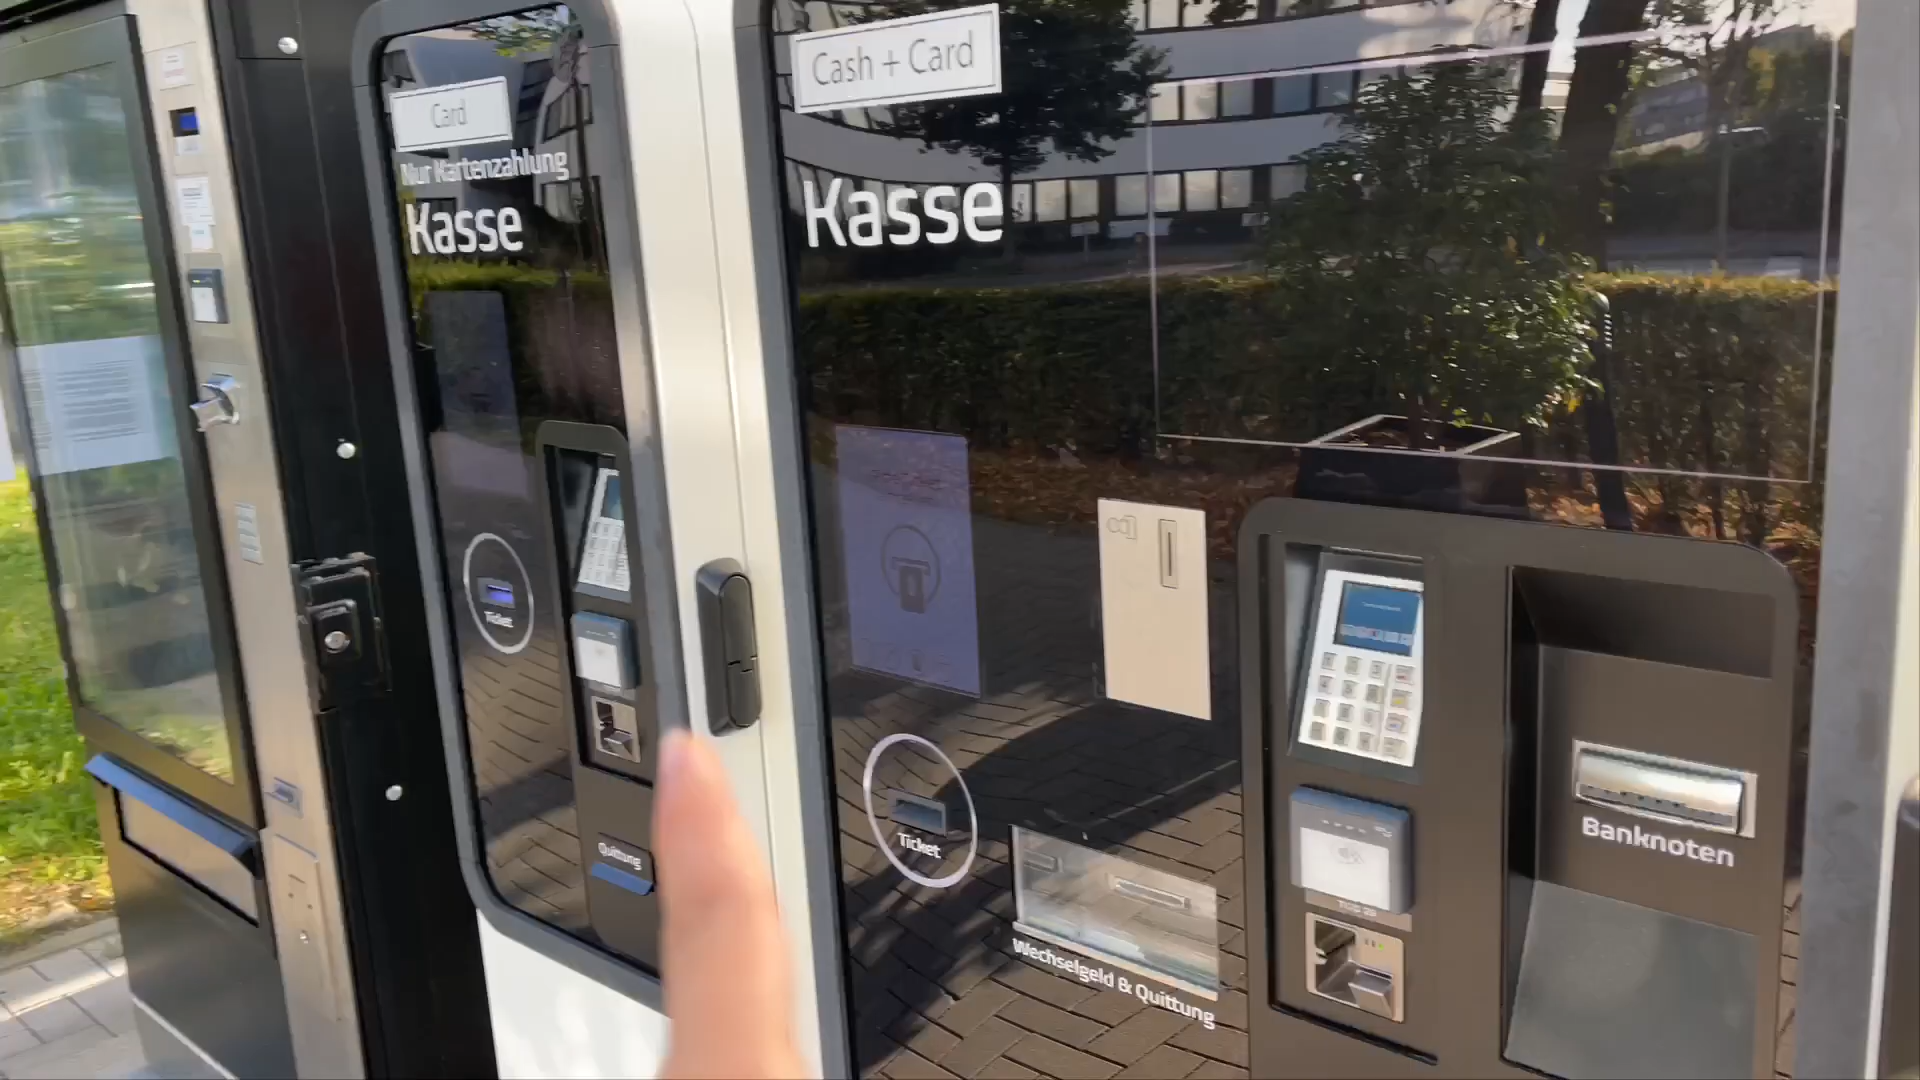 Card
Nur Kartenzahlung
Kasse
Ticket
Quittung
Cash + Card
Kasse
Ticket
Wechselgeld & Quittung
Banknoten